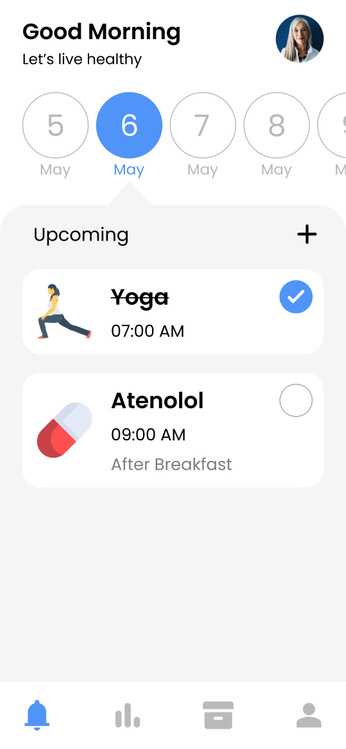 Good Morning
Let's live healthy
5 6 7 8
May May May May
Upcoming
Yoga
07:00 AM
Atenolol
09:00 AM
After Breakfast